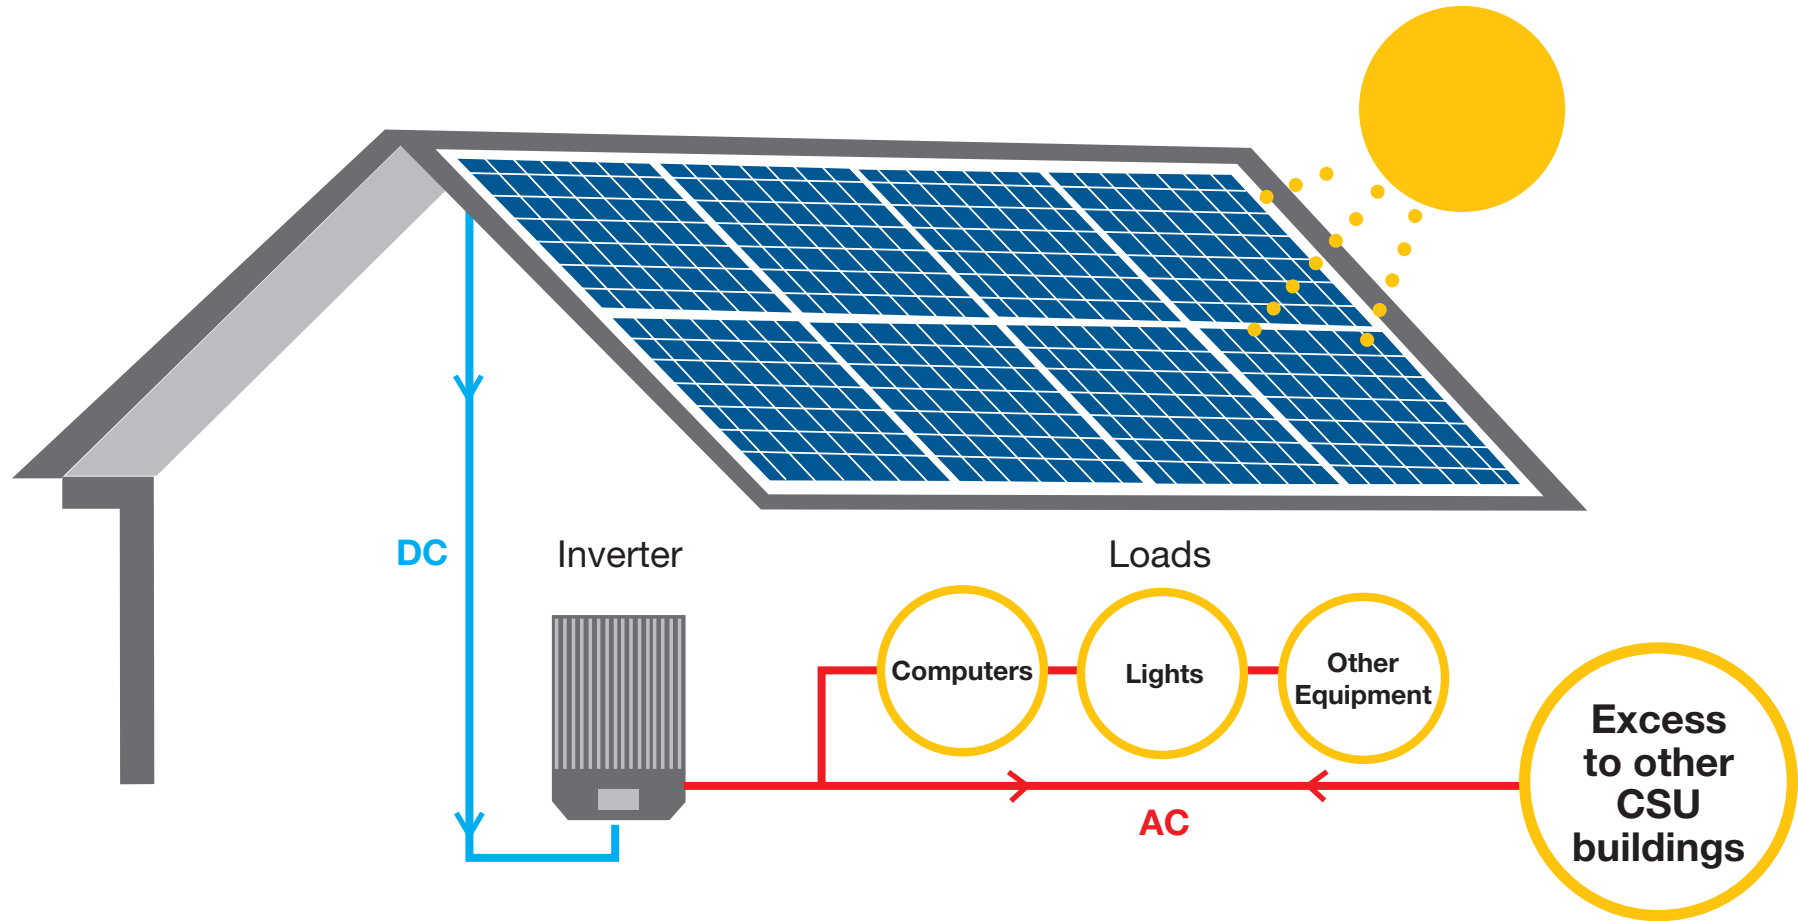 DC
Inverter
Loads
Computers
Lights
Other
Equipment
Excess
to other
CSU
buildings
AC